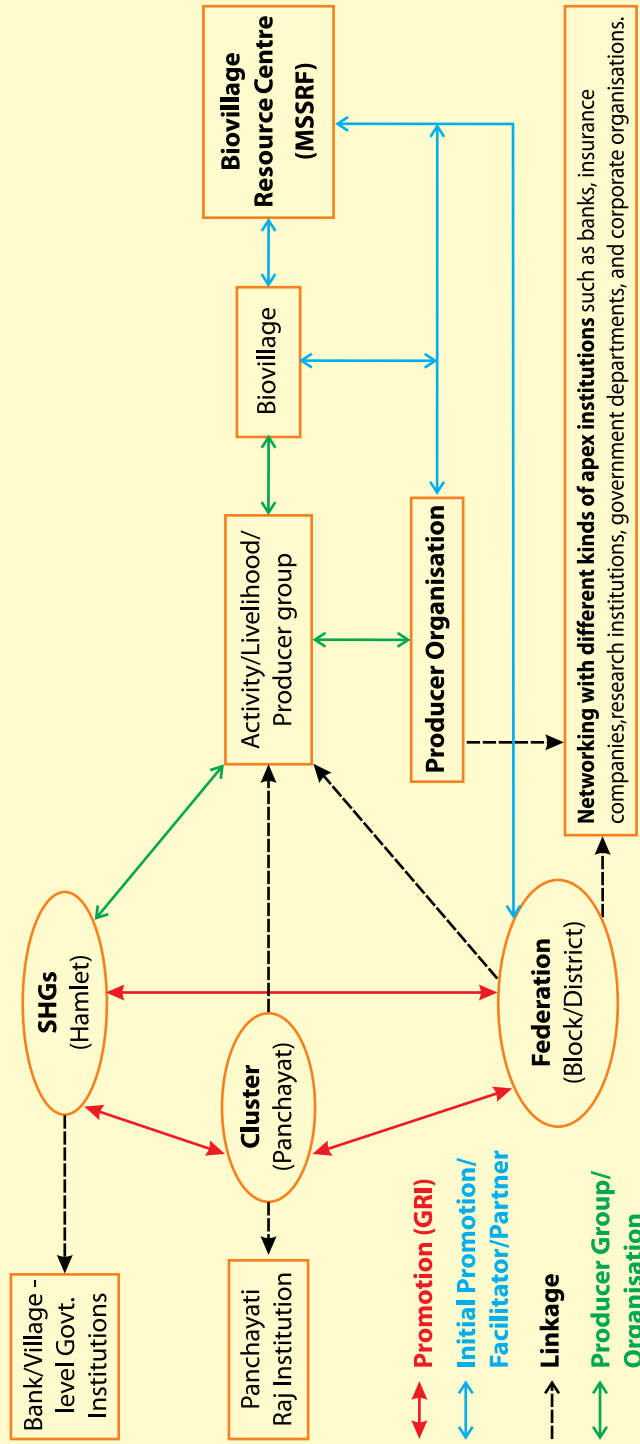 Bank/Village -
level Govt.
Institutions
SHGs
(Hamlet)
Panchayati
Raj Institution
Cluster
(Panchayat)
Activity/Livelihood/
Producer group
Biovillage
Biovillage
Resource Centre
(MSSRF)
Producer Organisation
Federation
(Block/District)
Networking with different kinds of apex institutions such as banks, insurance
companies,research institutions, government departments, and corporate organisations.
Promotion (GRI)
Initial Promotion/
Facilitator/Partner
Linkage
Producer Group/
Organisation